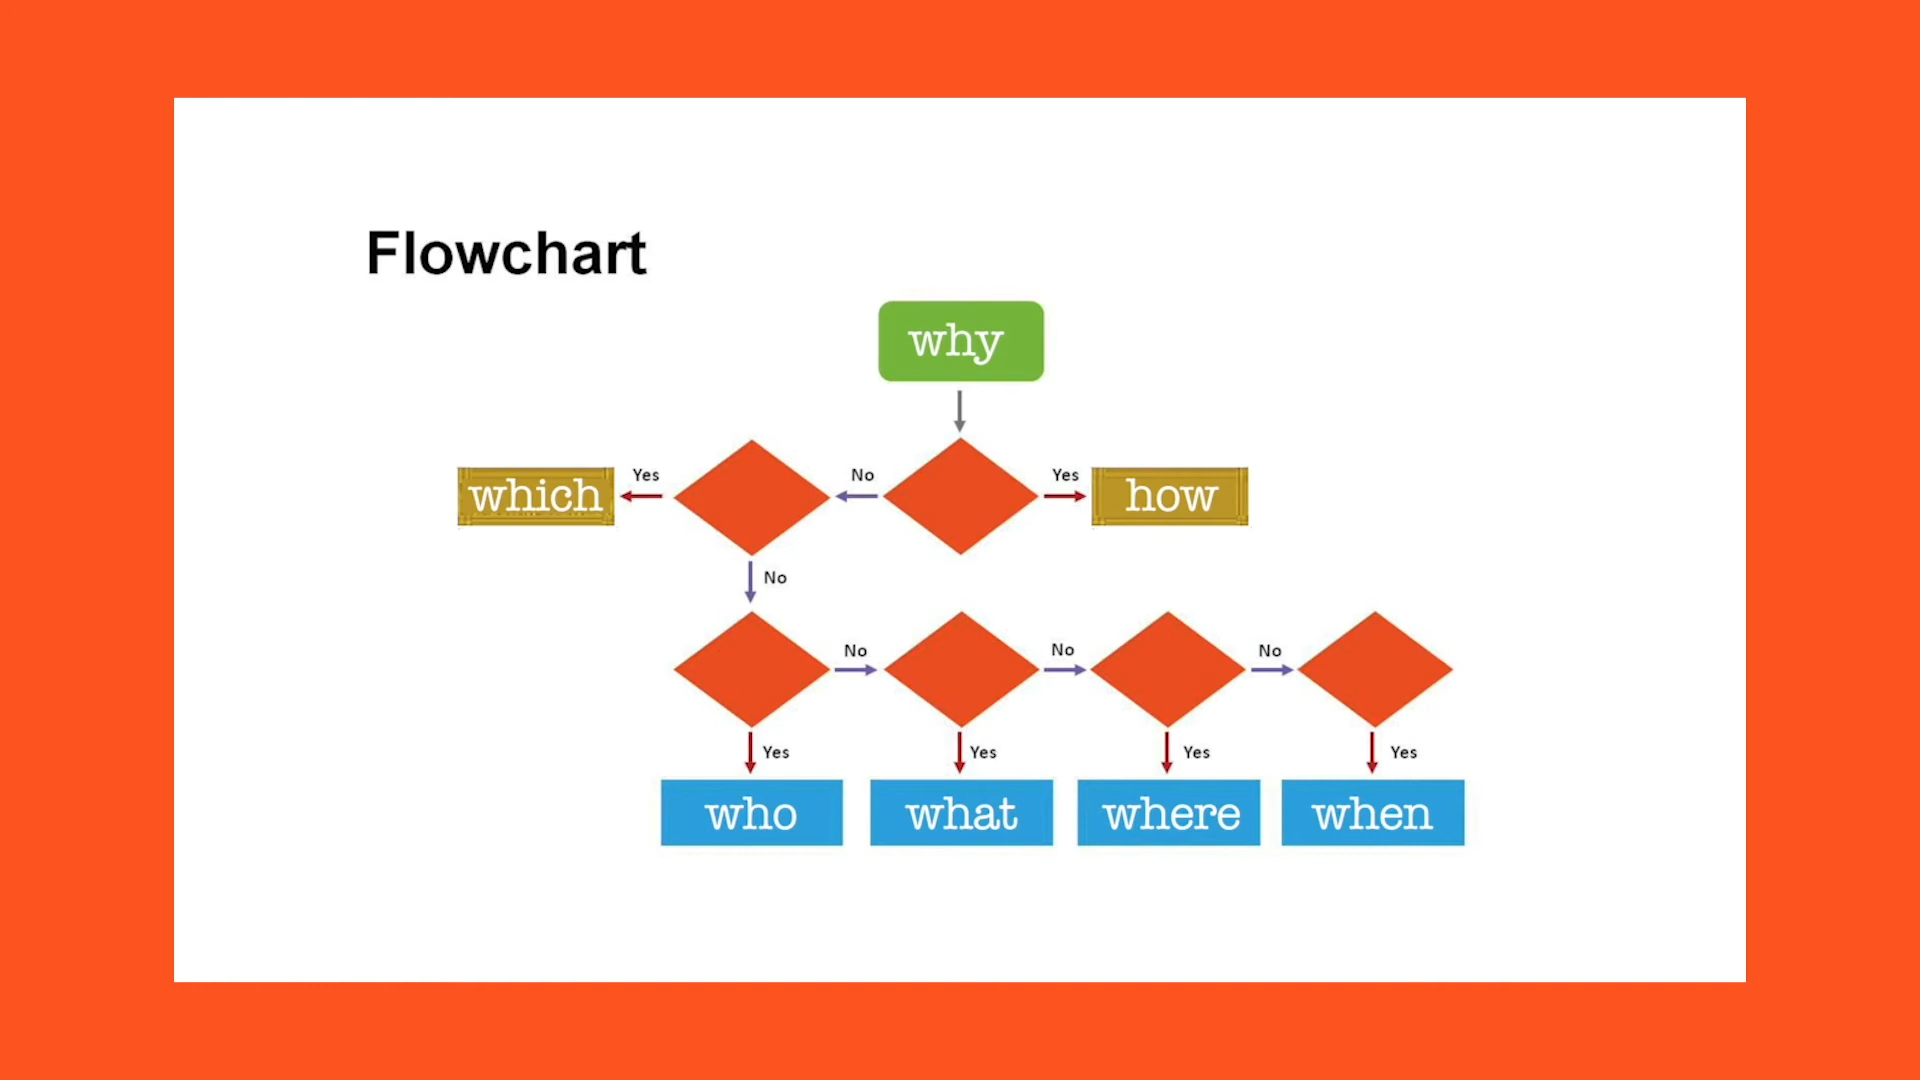 Flowchart
why
which
Yes
No
Yes
how
No
No
No
No
Yes
Yes
Yes
Yes
who
what
where
when